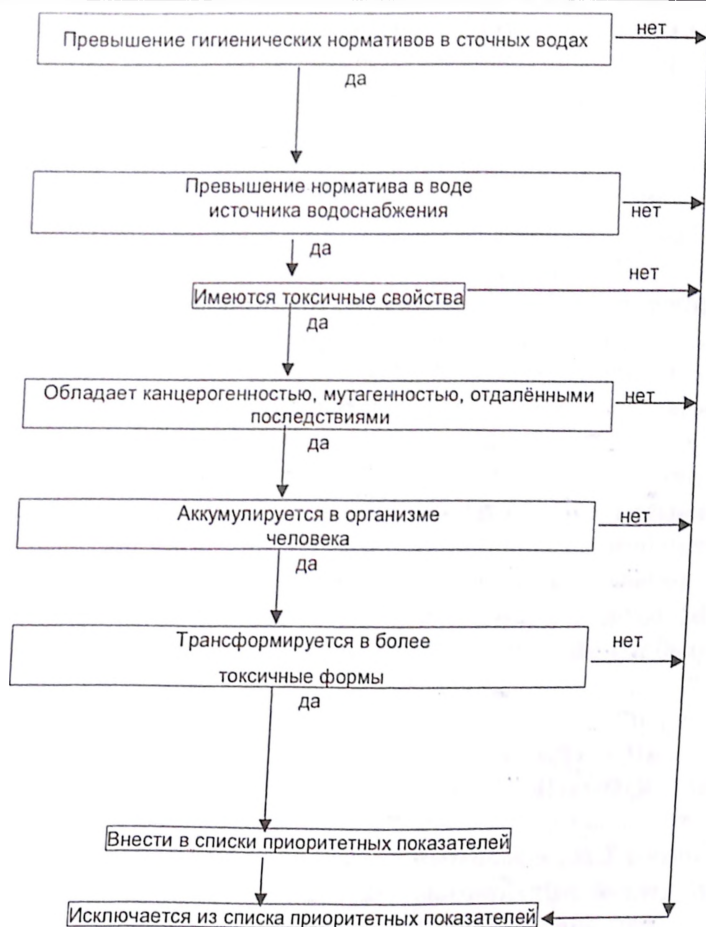 Превышение гигиенических нормативов в сточных водах
нет
да
Превышение норматива в воде
источника водоснабжения
нет
да
нет
Имеются токсичные свойства
да
Обладает канцерогенностью, мутагенностью, отдалёнными
последствиями
нет
да
Аккумулируется в организме
человека
нет
да
Трансформируется в более
токсичные формы
нет
да
Внести в списки приоритетных показателей
Исключается из списка приоритетных показателей